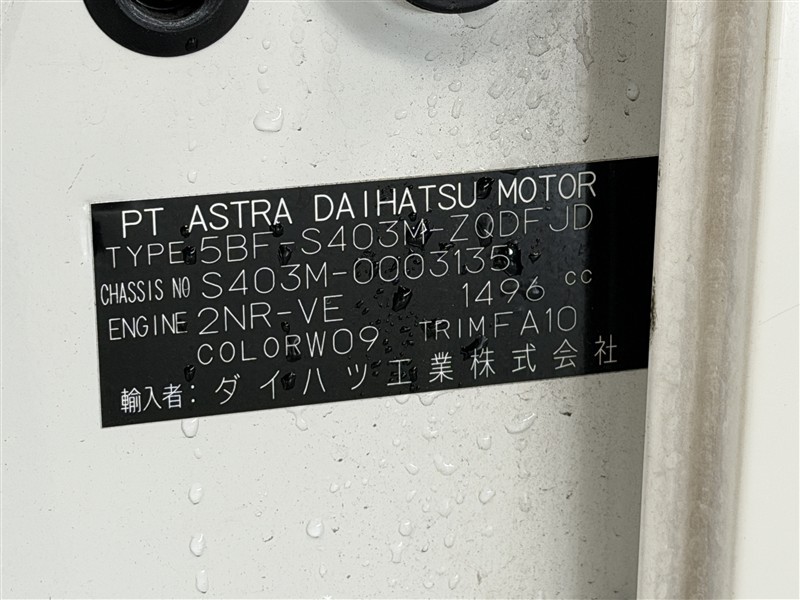 PT ASTRA DAIHATSU MOTOR
TYPE 5BF-S403M-ZQDFJD
CHASSIS NO S403M-0003135
ENGINE 2NR-VE 1496 cc
COLOR W09 TRIM FA10
輸入者：ダイハツ工業株式会社